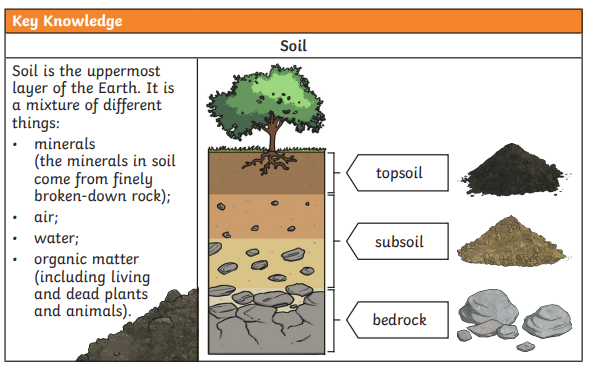 Key Knowledge
Soil
Soil is the uppermost
layer of the Earth. It is
a mixture of different
things:
• minerals
(the minerals in soil
come from finely
broken-down rock);
• air;
• water;
• organic matter
(including living
and dead plants
and animals).
topsoil
subsoil
bedrock